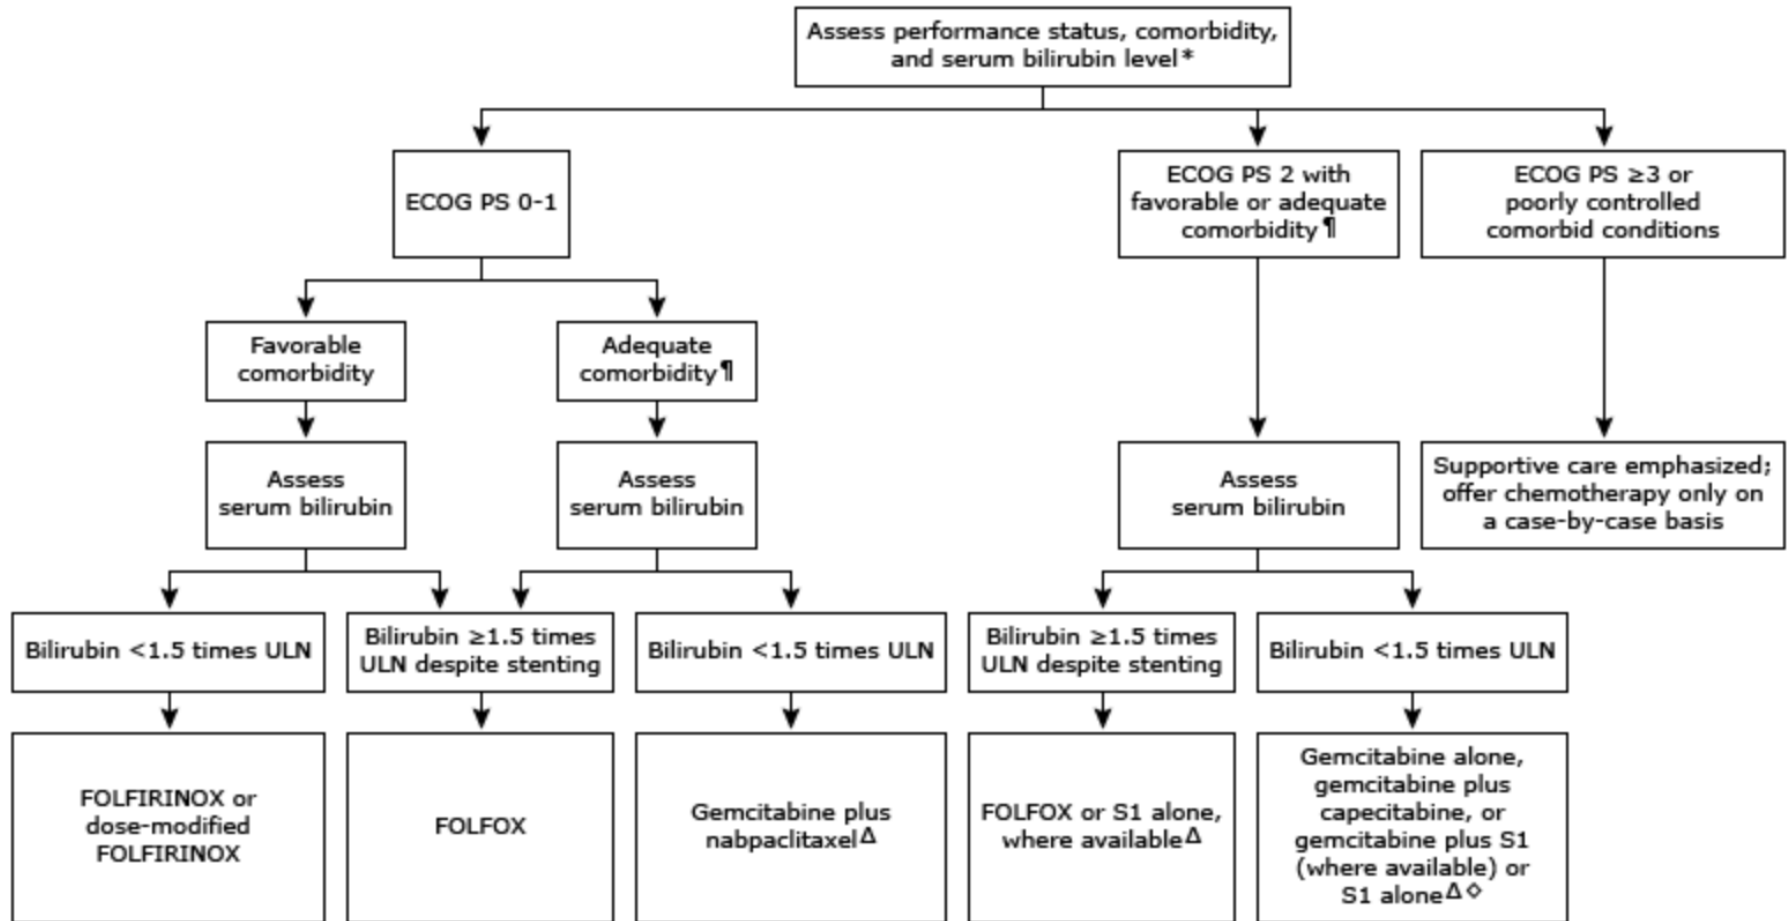 Assess performance status, comorbidity,
and serum bilirubin level*
ECOG PS 0-1
ECOG PS 2 with
favorable or adequate
comorbidity¶
ECOG PS ≥3 or
poorly controlled
comorbid conditions
Favorable
comorbidity
Adequate
comorbidity¶
Assess
serum bilirubin
Assess
serum bilirubin
Assess
serum bilirubin
Supportive care emphasized;
offer chemotherapy only on
a case-by-case basis
Bilirubin <1.5 times ULN
Bilirubin ≥1.5 times
ULN despite stenting
Bilirubin <1.5 times ULN
Bilirubin ≥1.5 times
ULN despite stenting
Bilirubin <1.5 times ULN
FOLFIRINOX or
dose-modified
FOLFIRINOX
FOLFOX
Gemcitabine plus
nabpaclitaxelΔ
FOLFOX or S1 alone,
where availableΔ
Gemcitabine alone,
gemcitabine plus
capecitabine, or
gemcitabine plus S1
(where available) or
S1 aloneΔ◇